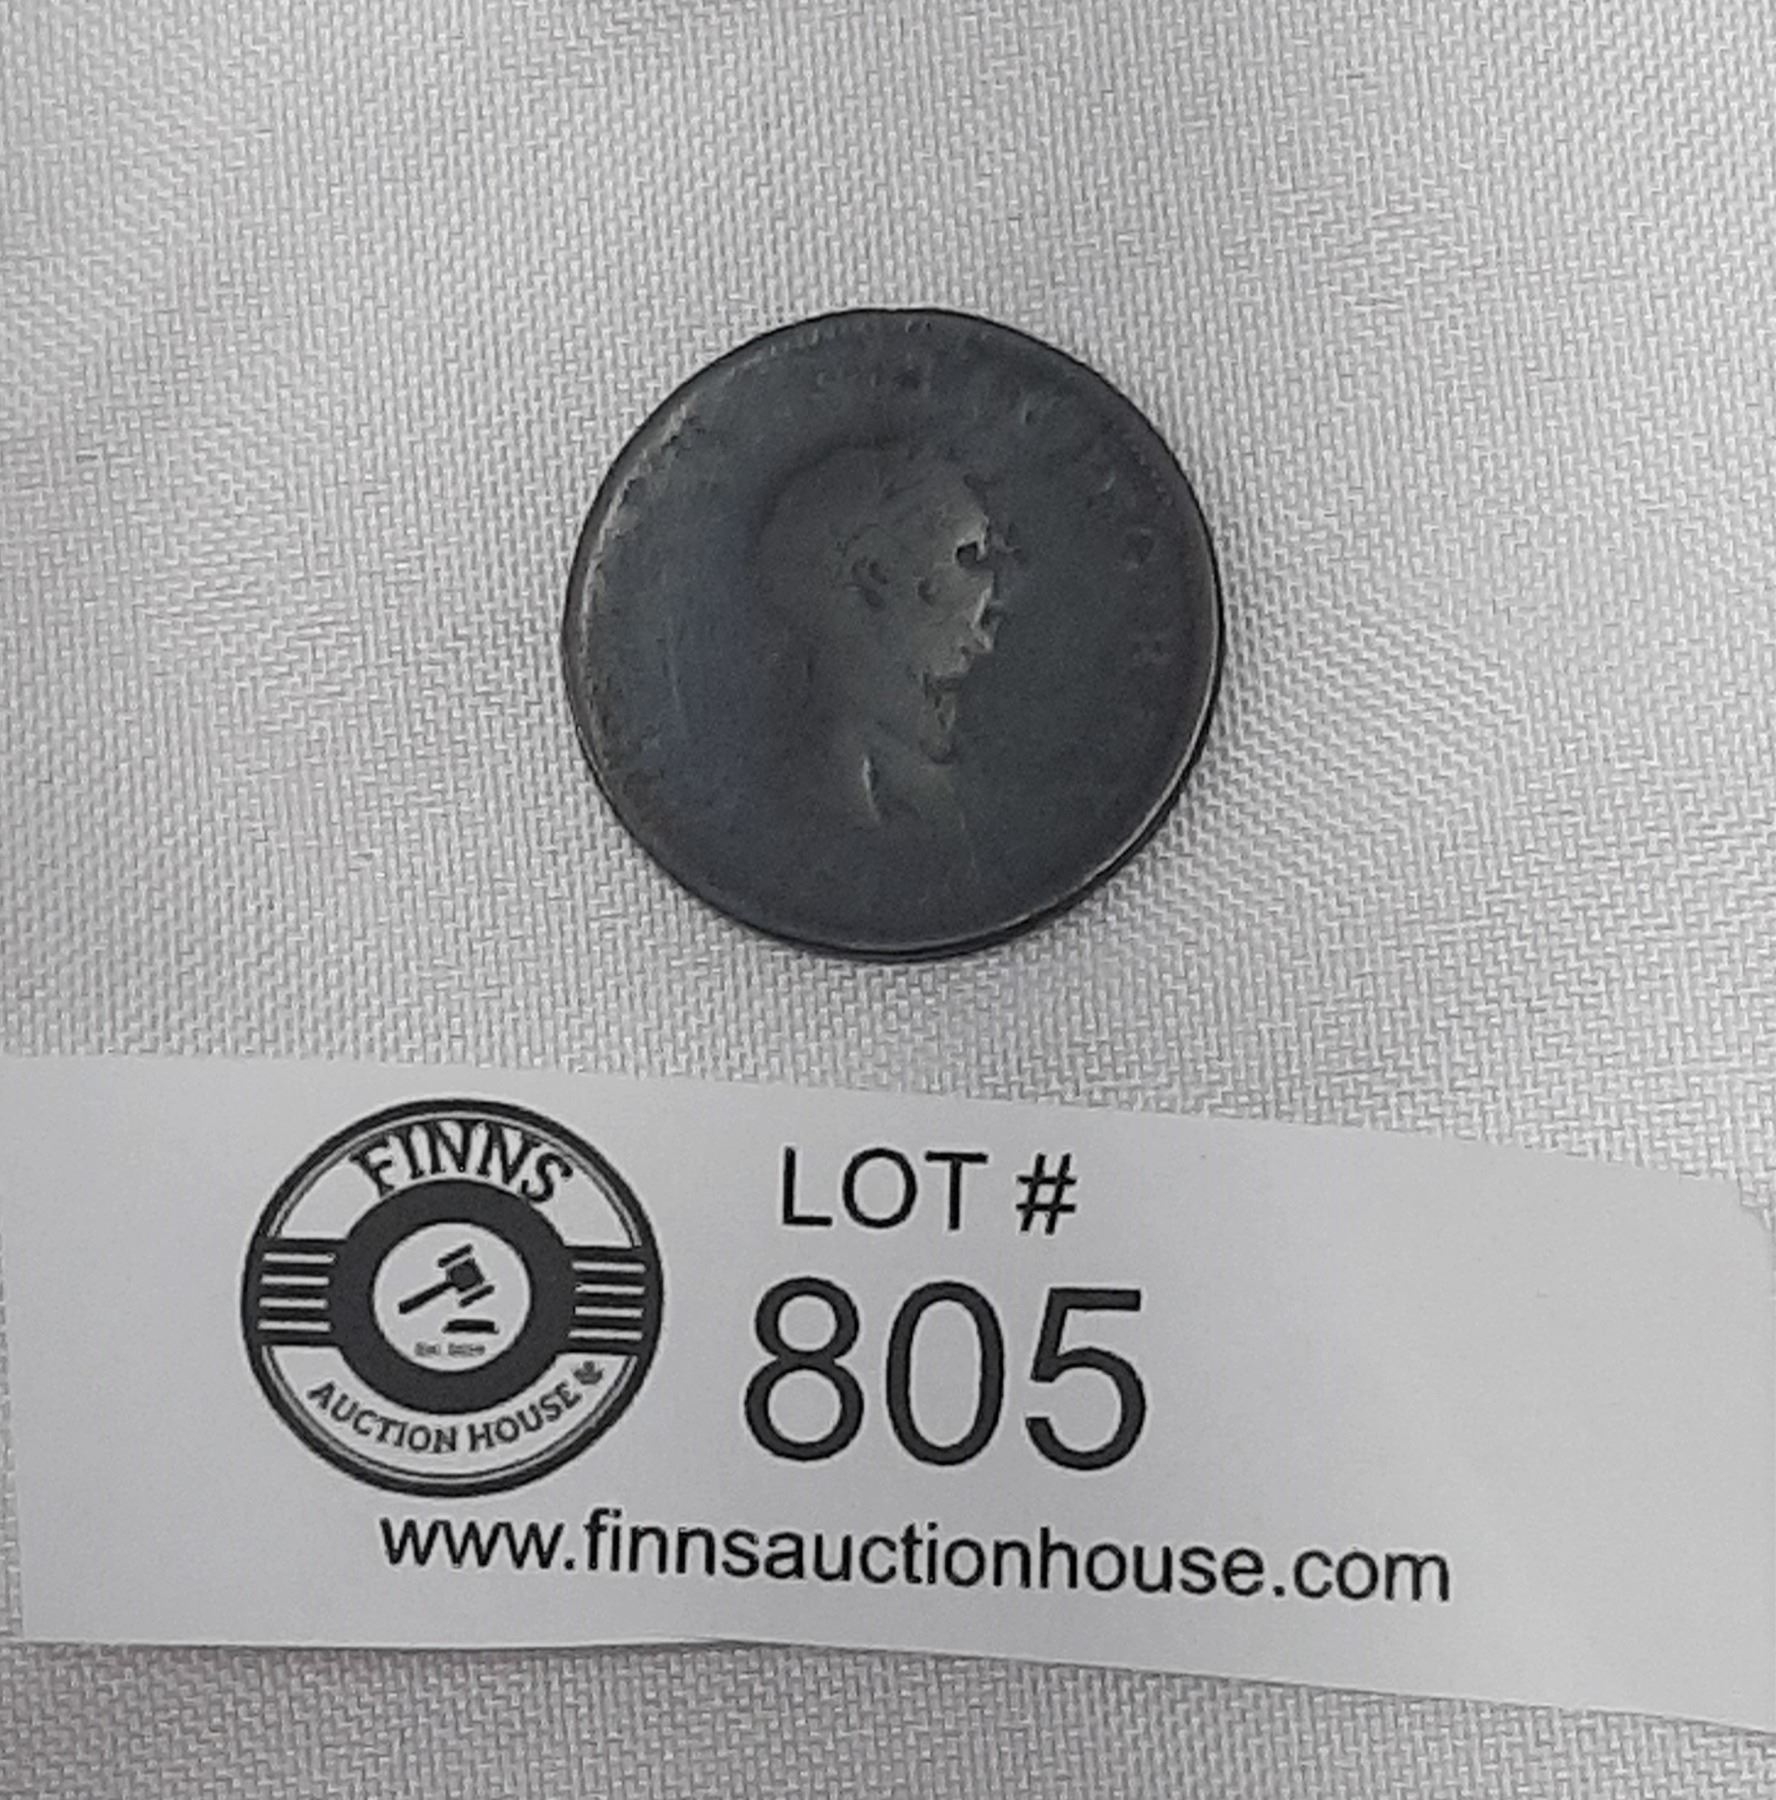 FINNS
AUCTION HOUSE
LOT #
805
www.finnsauctionhouse.com